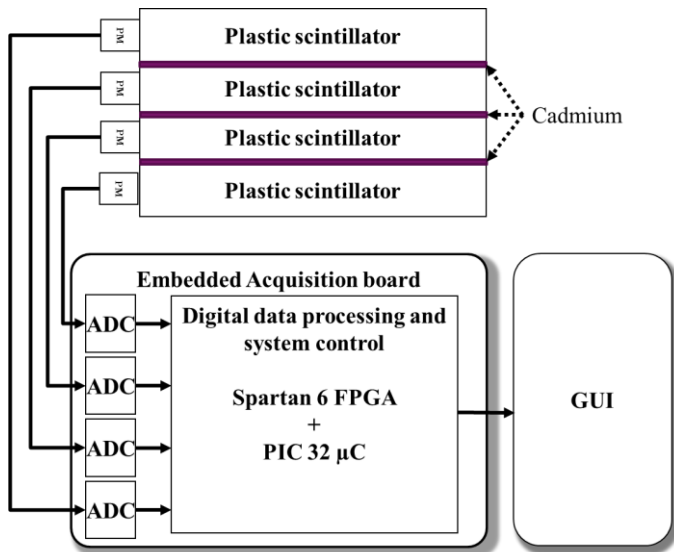 PM
Plastic scintillator
PM
Plastic scintillator
Cadmium
PM
Plastic scintillator
PM
Plastic scintillator
Embedded Acquisition board
ADC
Digital data processing and
system control
ADC
Spartan 6 FPGA
+
PIC 32 µC
GUI
ADC
ADC